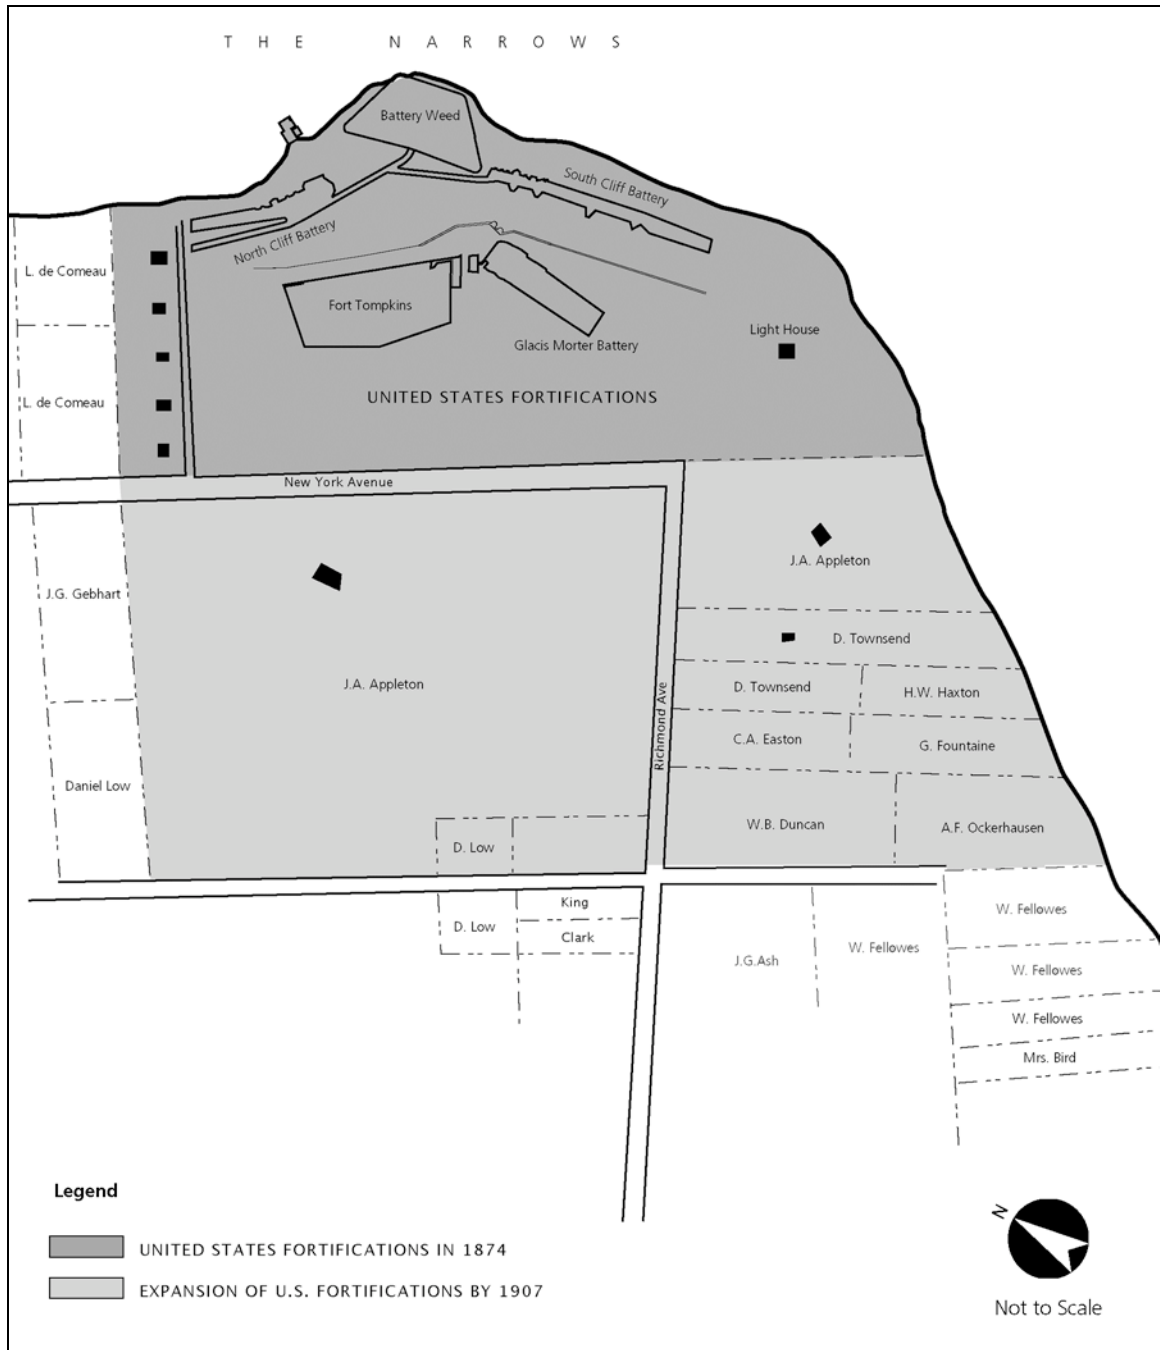 THE NARROWS
Battery Weed
South Cliff Battery
North Cliff Battery
L. de Comeau
Fort Tompkins
Light House
Glacis Morter Battery
UNITED STATES FORTIFICATIONS
L. de Comeau
New York Avenue
J.A. Appleton
J.G. Gebhart
D. Townsend
J.A. Appleton
D. Townsend
H.W. Haxton
Richmond Ave
C.A. Easton
G. Fountaine
Daniel Low
W.B. Duncan
A.F. Ockerhausen
D. Low
King
W. Fellowes
D. Low
Clark
J.G.Ash
W. Fellowes
W. Fellowes
W. Fellowes
Mrs. Bird
Legend
UNITED STATES FORTIFICATIONS IN 1874
EXPANSION OF U.S. FORTIFICATIONS BY 1907
N
Not to Scale